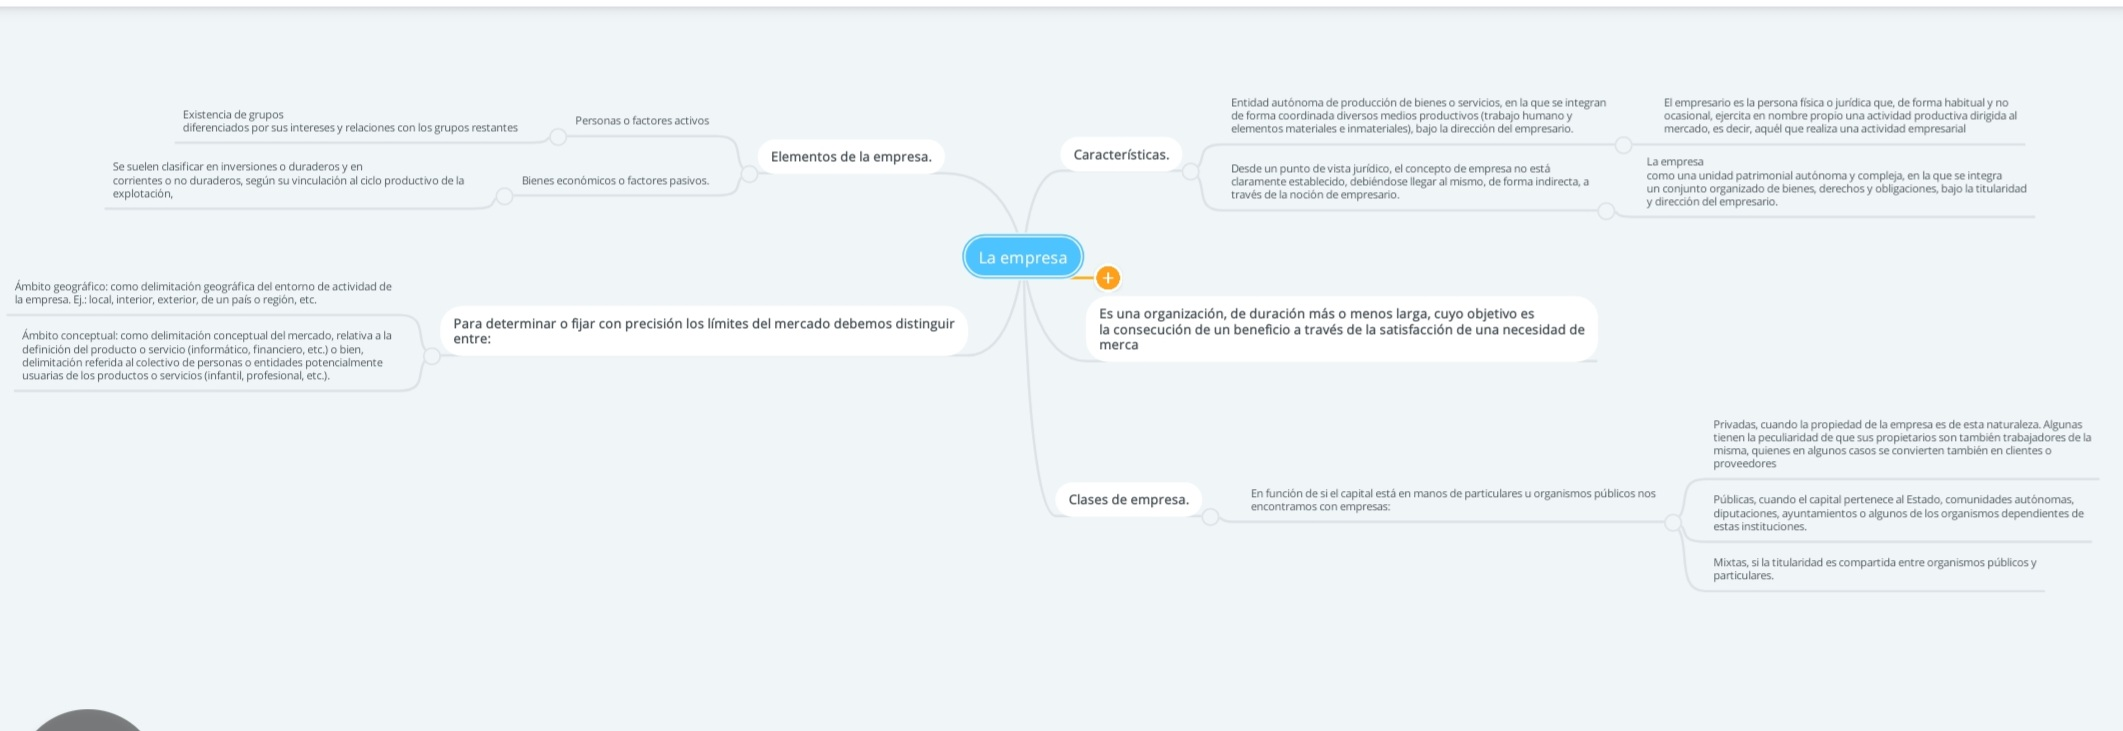 Existencia de grupos
diferenciados por sus intereses y relaciones con los grupos restantes
Personas o factores activos
Se suelen clasificar en inversiones o duraderos y en
corrientes o no duraderos, según su vinculación al ciclo productivo de la
explotación,
Bienes económicos o factores pasivos.
Elementos de la empresa.
Características.
Entidad autónoma de producción de bienes o servicios, en la que se integran
de forma coordinada diversos medios productivos (trabajo humano y
elementos materiales e inmateriales), bajo la dirección del empresario.
El empresario es la persona física o jurídica que, de forma habitual y no
ocasional, ejercita en nombre propio una actividad productiva dirigida al
mercado, es decir, aquél que realiza una actividad empresarial
Desde un punto de vista jurídico, el concepto de empresa no está
claramente establecido, debiéndose llegar al mismo, de forma indirecta, a
través de la noción de empresario.
La empresa
como una unidad patrimonial autónoma y compleja, en la que se integra
un conjunto organizado de bienes, derechos y obligaciones, bajo la titularidad
y dirección del empresario.
La empresa
+
Ámbito geográfico: como delimitación geográfica del entorno de actividad de
la empresa. Ej.: local, interior, exterior, de un país o región, etc.
Ámbito conceptual: como delimitación conceptual del mercado, relativa a la
definición del producto o servicio (informático, financiero, etc.) o bien,
delimitación referida al colectivo de personas o entidades potencialmente
usuarias de los productos o servicios (infantil, profesional, etc.).
Para determinar o fijar con precisión los límites del mercado debemos distinguir
entre:
Es una organización, de duración más o menos larga, cuyo objetivo es
la consecución de un beneficio a través de la satisfacción de una necesidad de
merca
Clases de empresa.
En función de si el capital está en manos de particulares u organismos públicos nos
encontramos con empresas:
Privadas, cuando la propiedad de la empresa es de esta naturaleza. Algunas
tienen la peculiaridad de que sus propietarios son también trabajadores de la
misma, quienes en algunos casos se convierten también en clientes o
proveedores
Públicas, cuando el capital pertenece al Estado, comunidades autónomas,
diputaciones, ayuntamientos o algunos de los organismos dependientes de
estas instituciones.
Mixtas, si la titularidad es compartida entre organismos públicos y
particulares.